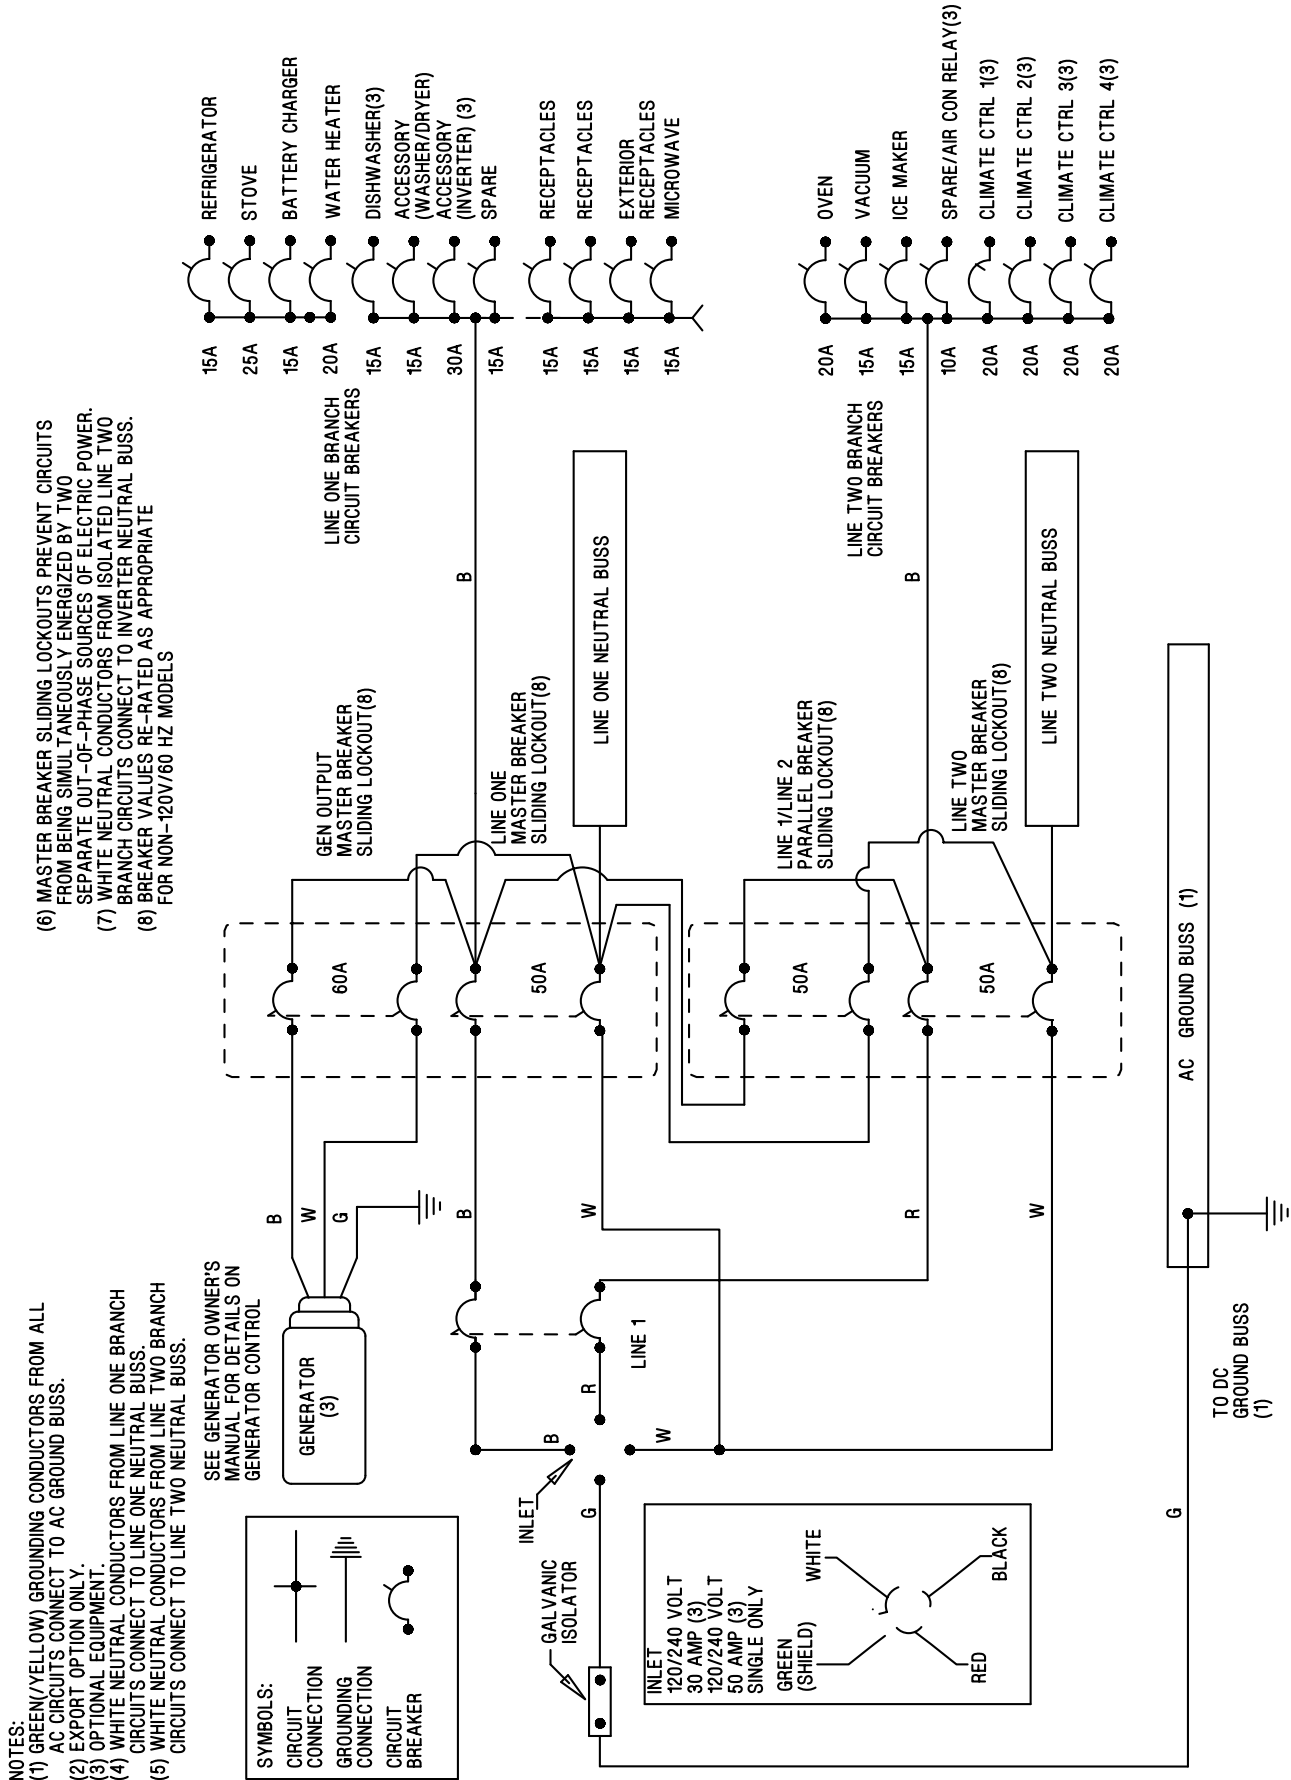 NOTES:
(1) GREEN(/YELLOW) GROUNDING CONDUCTORS FROM ALL
AC CIRCUITS CONNECT TO AC GROUND BUSS.
(2) EXPORT OPTION ONLY.
(3) OPTIONAL EQUIPMENT.
(4) WHITE NEUTRAL CONDUCTORS FROM LINE ONE BRANCH
CIRCUITS CONNECT TO LINE ONE NEUTRAL BUSS.
(5) WHITE NEUTRAL CONDUCTORS FROM LINE TWO BRANCH
CIRCUITS CONNECT TO LINE TWO NEUTRAL BUSS.
(6) MASTER BREAKER SLIDING LOCKOUTS PREVENT CIRCUITS
FROM BEING SIMULTANEOUSLY ENERGIZED BY TWO
SEPARATE OUT-OF-PHASE SOURCES OF ELECTRIC POWER.
(7) WHITE NEUTRAL CONDUCTORS FROM ISOLATED LINE TWO
BRANCH CIRCUITS CONNECT TO INVERTER NEUTRAL BUSS.
(8) BREAKER VALUES RE-RATED AS APPROPRIATE
FOR NON-120V/60 HZ MODELS
SYMBOLS:
CIRCUIT
CONNECTION
GROUNDING
CONNECTION
CIRCUIT
BREAKER
SEE GENERATOR OWNER'S
MANUAL FOR DETAILS ON
GENERATOR CONTROL
GENERATOR
(3)
B
W
G
60A
GEN OUTPUT
MASTER BREAKER
SLIDING LOCKOUT(8)
LINE ONE BRANCH
CIRCUIT BREAKERS
15A
REFRIGERATOR
25A
STOVE
15A
BATTERY CHARGER
20A
WATER HEATER
15A
DISHWASHER(3)
15A
ACCESSORY
(WASHER/DRYER)
30A
ACCESSORY
(INVERTER) (3)
15A
SPARE
15A
RECEPTACLES
15A
RECEPTACLES
15A
EXTERIOR
RECEPTACLES
15A
MICROWAVE
INLET
B
R
W
G
LINE 1
B
W
50A
LINE ONE
MASTER BREAKER
SLIDING LOCKOUT(8)
B
LINE ONE NEUTRAL BUSS
GALVANIC
ISOLATOR
INLET
120/240 VOLT
30 AMP (3)
120/240 VOLT
50 AMP (3)
SINGLE ONLY
GREEN
(SHIELD)
WHITE
RED
BLACK
50A
LINE 1/LINE 2
PARALLEL BREAKER
SLIDING LOCKOUT(8)
LINE TWO BRANCH
CIRCUIT BREAKERS
20A
OVEN
15A
VACUUM
15A
ICE MAKER
10A
SPARE/AIR CON RELAY(3)
20A
CLIMATE CTRL 1(3)
20A
CLIMATE CTRL 2(3)
20A
CLIMATE CTRL 3(3)
20A
CLIMATE CTRL 4(3)
R
W
50A
LINE TWO
MASTER BREAKER
SLIDING LOCKOUT(8)
B
LINE TWO NEUTRAL BUSS
G
AC GROUND BUSS (1)
TO DC
GROUND BUSS
(1)